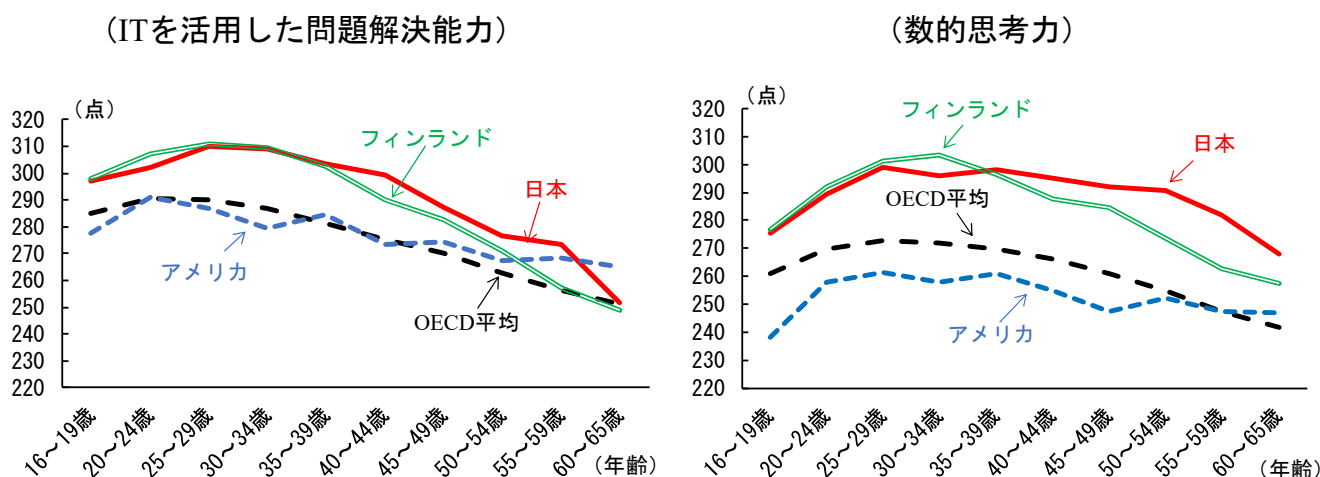 （ITを活用した問題解決能力）
（点）
320
310
300
290
280
270
260
250
240
230
220
フィンランド
日本
アメリカ
OECD平均
16～19歳
20～24歳
25～29歳
30～34歳
35～39歳
40～44歳
45～49歳
50～54歳
55～59歳
60～65歳
（年齢）
（数的思考力）
（点）
320
310
300
290
280
270
260
250
240
230
220
フィンランド
日本
OECD平均
アメリカ
16～19歳
20～24歳
25～29歳
30～34歳
35～39歳
40～44歳
45～49歳
50～54歳
55～59歳
60～65歳
（年齢）